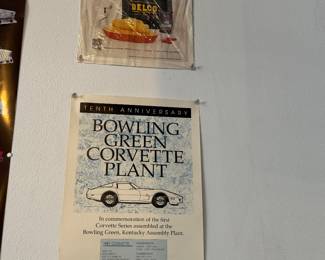 DELCO
TENTH ANNIVERSARY
BOWLING
GREEN
CORVETTE
PLANT
In commemoration of the first
Corvette Series assembled at the
Bowling Green, Kentucky Assembly Plant.